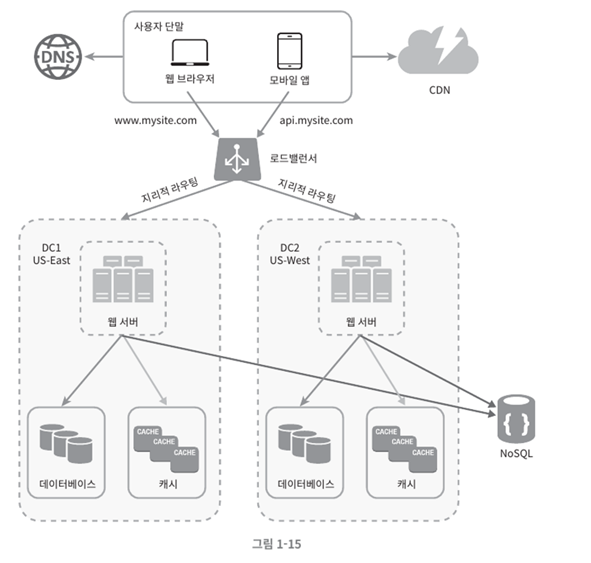 사용자 단말
DNS
웹 브라우저
모바일 앱
CDN
www.mysite.com
api.mysite.com
로드밸런서
지리적 라우팅
지리적 라우팅
DC1
US-East
웹 서버
DC2
US-West
웹 서버
데이터베이스
CACHE
CACHE
CACHE
캐시
데이터베이스
CACHE
CACHE
CACHE
캐시
{ }
NoSQL
그림 1-15